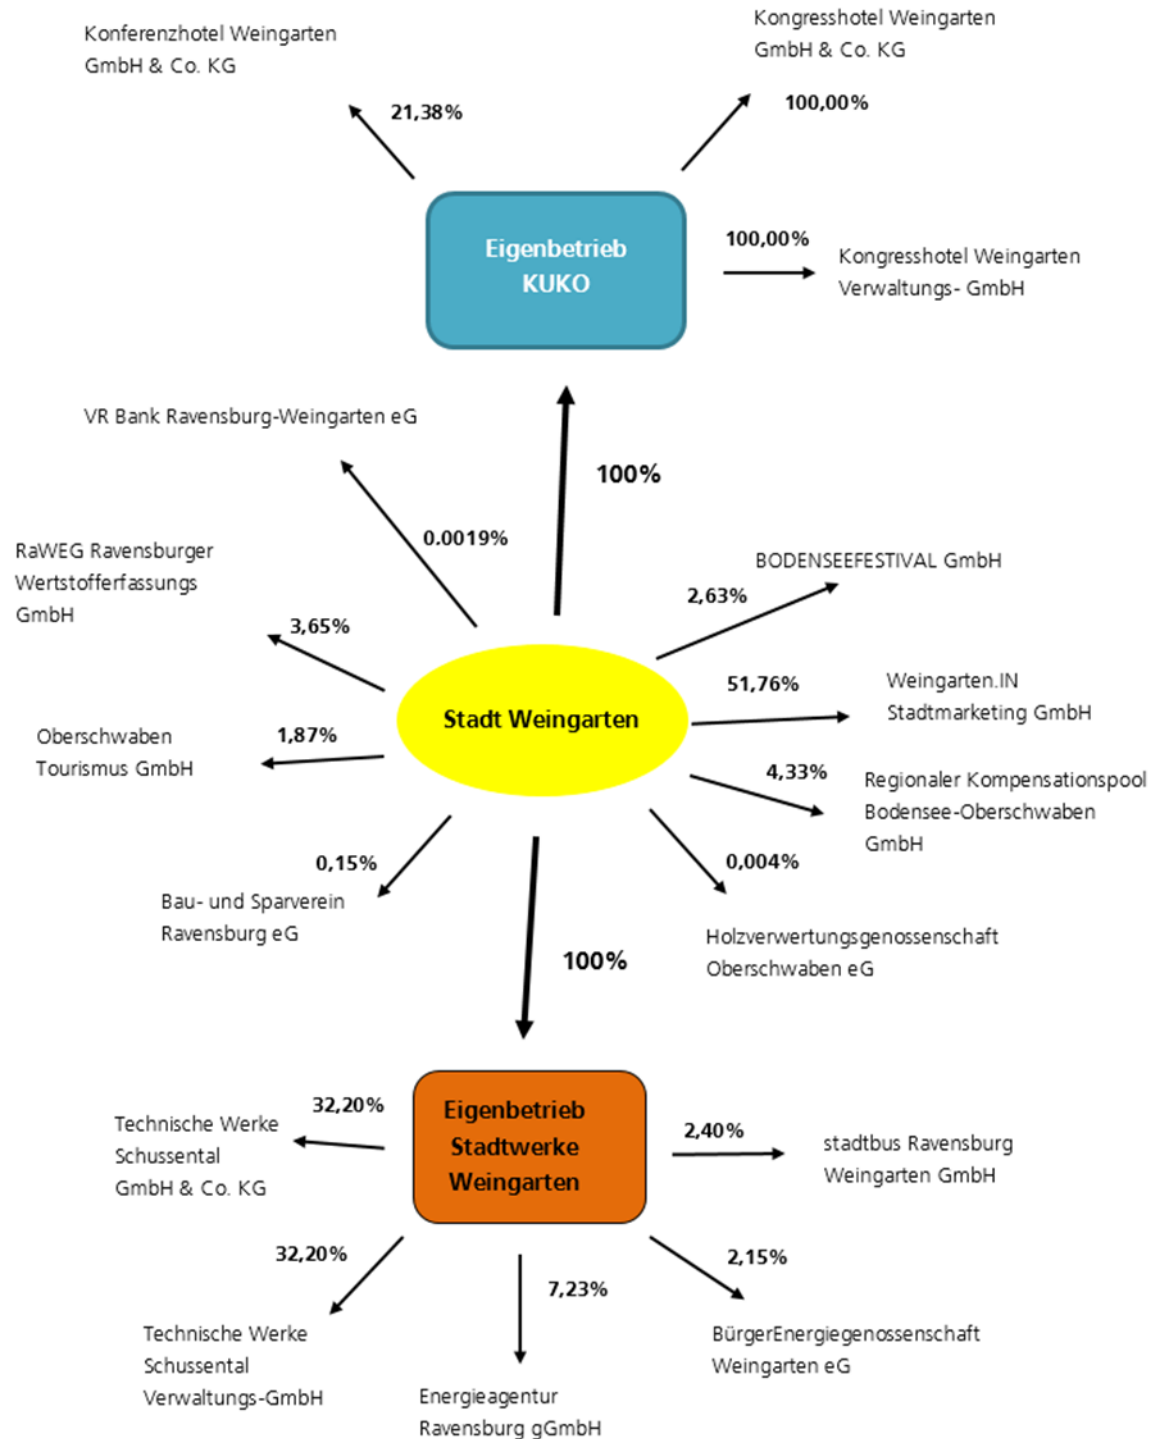 Konferenzhotel Weingarten
GmbH & Co. KG
21,38%
Kongresshotel Weingarten
GmbH & Co. KG
100,00%
Eigenbetrieb
KUKO
100,00%
Kongresshotel Weingarten
Verwaltungs- GmbH
VR Bank Ravensburg-Weingarten eG
100%
0.0019%
RaWEG Ravensburger
Wertstofferfassungs
GmbH
3,65%
BODENSEEFESTIVAL GmbH
2,63%
Stadt Weingarten
51,76%
Weingarten.IN
Stadtmarketing GmbH
Oberschwaben
Tourismus GmbH
1,87%
4,33%
Regionaler Kompensationspool
Bodensee-Oberschwaben
GmbH
0,15%
Bau- und Sparverein
Ravensburg eG
0,004%
Holzverwertungsgenossenschaft
Oberschwaben eG
100%
Eigenbetrieb
Stadtwerke
Weingarten
32,20%
Technische Werke
Schussental
GmbH & Co. KG
2,40%
stadtbus Ravensburg
Weingarten GmbH
32,20%
Technische Werke
Schussental
Verwaltungs-GmbH
7,23%
Energieagentur
Ravensburg gGmbH
2,15%
BürgerEnergiegenossenschaft
Weingarten eG